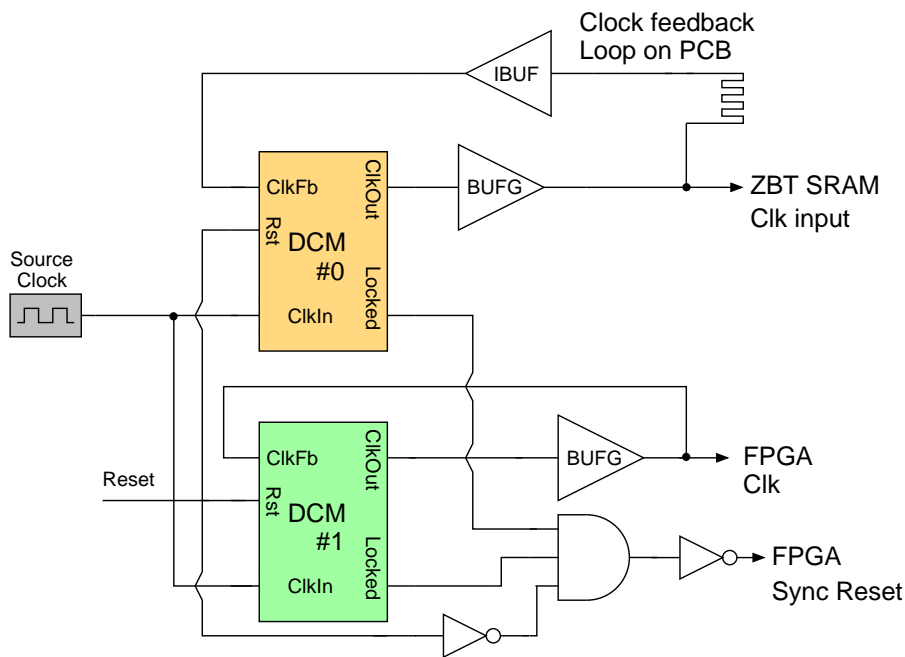 Clock feedback
Loop on PCB
IBUF
ClkFb
ClkOut
BUFG
ZBT SRAM
Clk input
Rst
DCM
#0
Source
Clock
Locked
ClkIn
ClkFb
ClkOut
BUFG
FPGA
Clk
Reset
Rst
DCM
#1
Locked
ClkIn
FPGA
Sync Reset